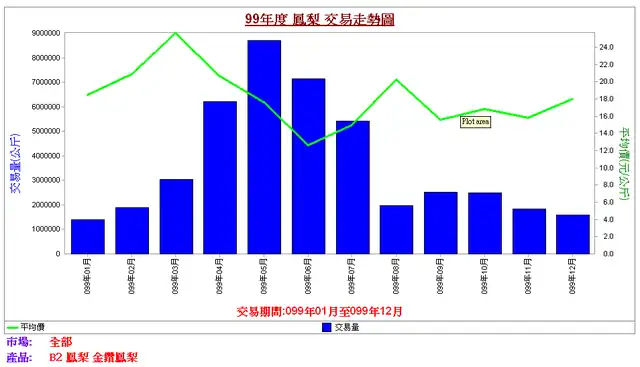 99年度 鳳梨 交易走勢圖
9000000
8000000
7000000
6000000
5000000
4000000
3000000
2000000
1000000
0
交易量(公斤)
24.0
22.0
20.0
18.0
16.0
14.0
12.0
10.0
8.0
6.0
4.0
2.0
0.0
平均價(元/公斤)
Plot area
099年01月
099年02月
099年03月
099年04月
099年05月
099年06月
099年07月
099年08月
099年09月
099年10月
099年11月
099年12月
交易期間:099年01月至099年12月
平均價 交易量
市場: 全部
產品: B2 鳳梨 金鑽鳳梨